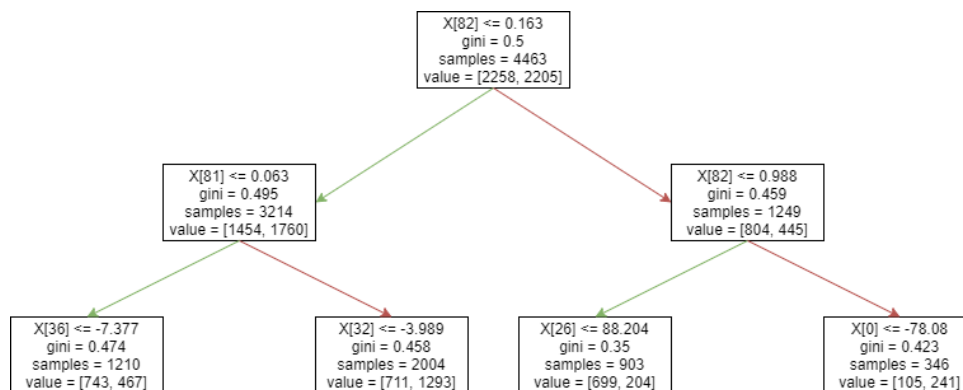 X[82] <= 0.163
gini = 0.5
samples = 4463
value = [2258, 2205]
X[81] <= 0.063
gini = 0.495
samples = 3214
value = [1454, 1760]
X[82] <= 0.988
gini = 0.459
samples = 1249
value = [804, 445]
X[36] <= -7.377
gini = 0.474
samples = 1210
value = [743, 467]
X[32] <= -3.989
gini = 0.458
samples = 2004
value = [711, 1293]
X[26] <= 88.204
gini = 0.35
samples = 903
value = [699, 204]
X[0] <= -78.08
gini = 0.423
samples = 346
value = [105, 241]